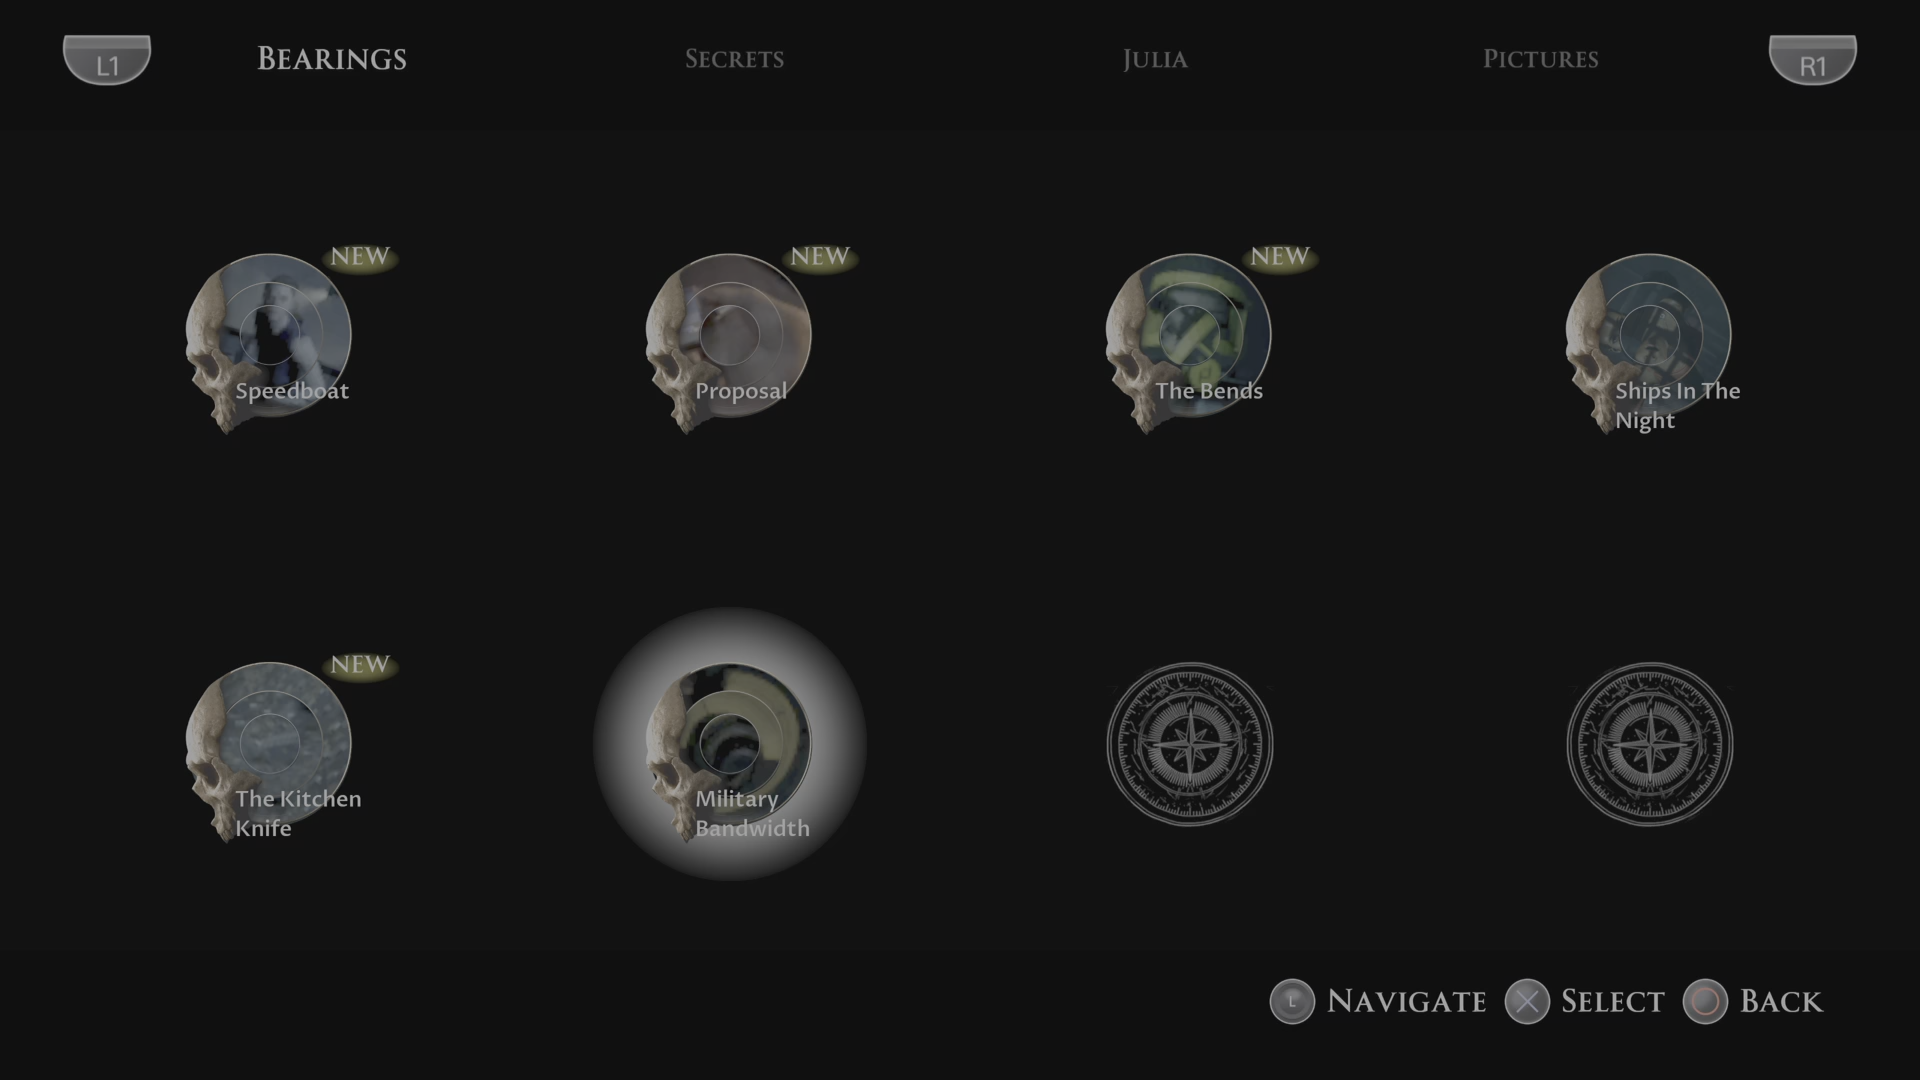 L1
BEARINGS
SECRETS
JULIA
PICTURES
R1
NEW
NEW
NEW
Speedboat
Proposal
The Bends
Ships In The
Night
NEW
The Kitchen
Knife
Military
Bandwidth
L
NAVIGATE
SELECT
BACK